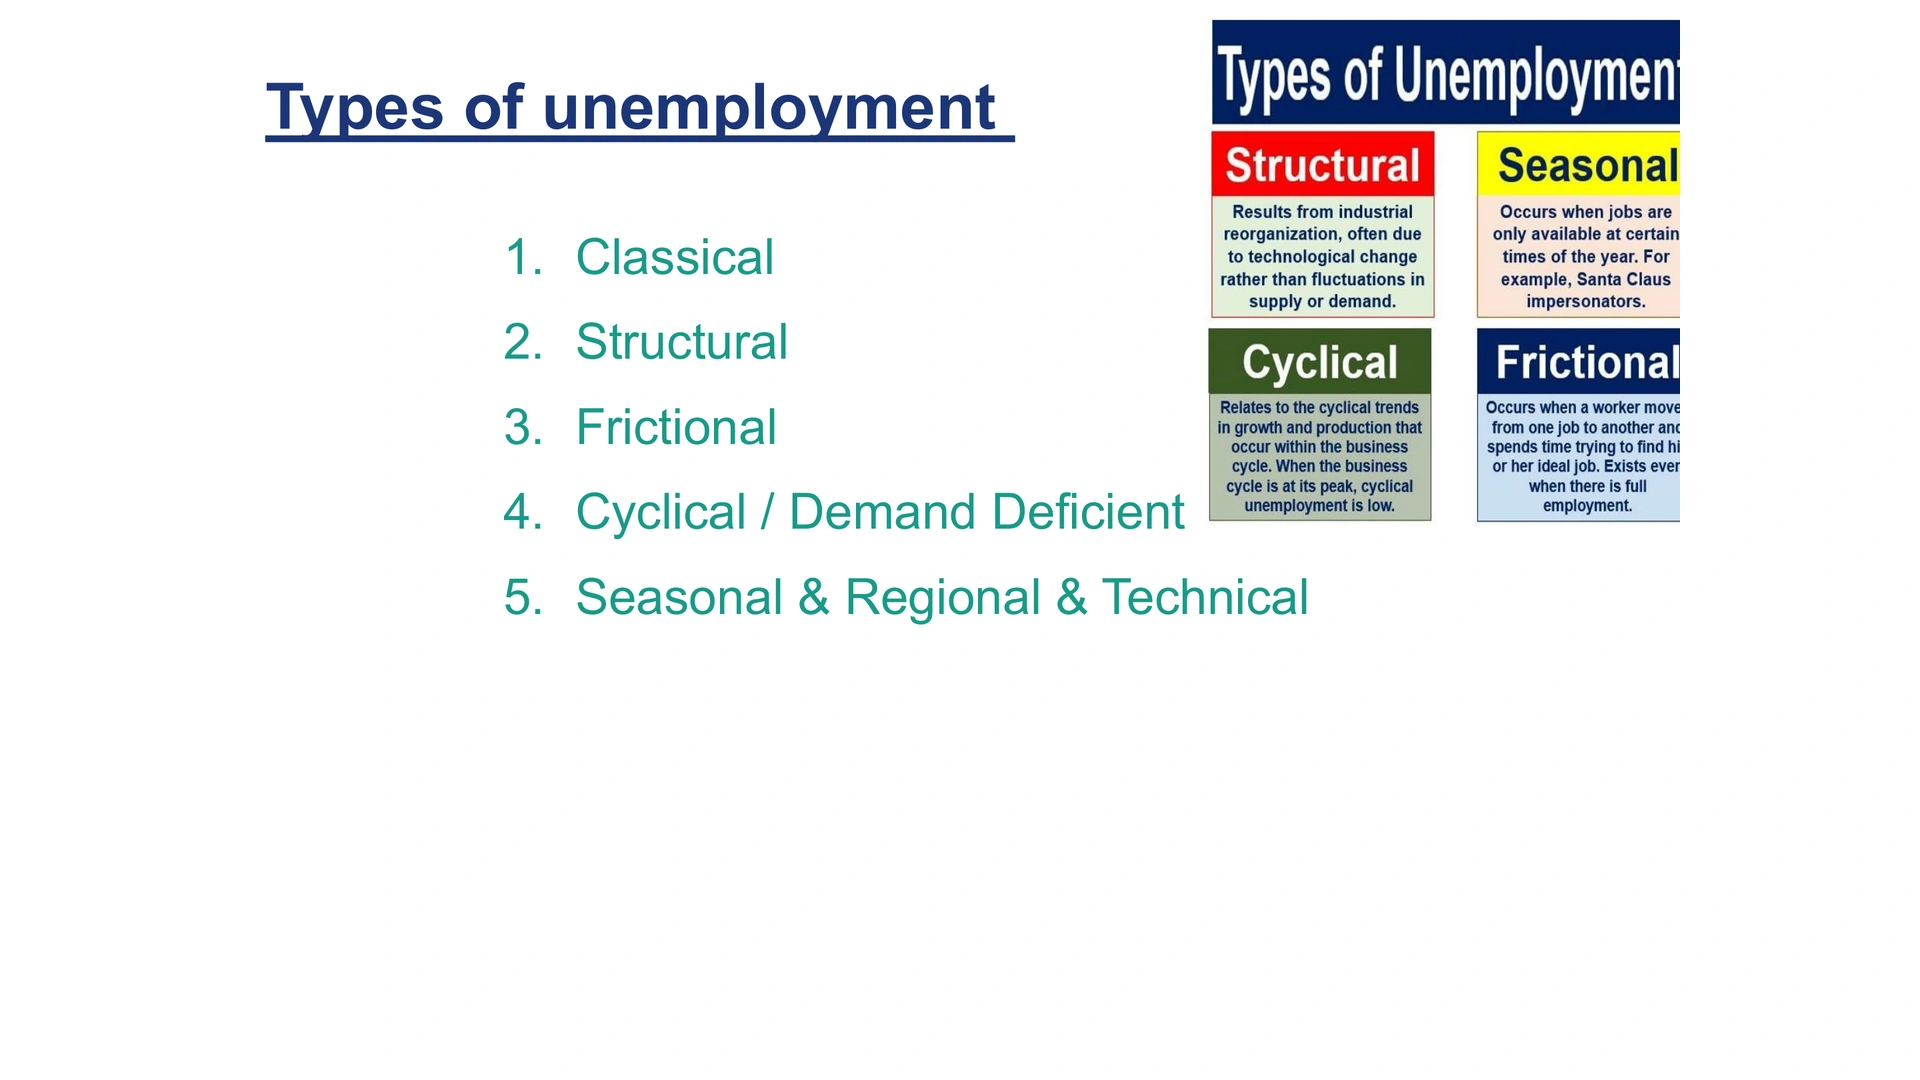 Types of unemployment
1. Classical
2. Structural
3. Frictional
4. Cyclical / Demand Deficient
5. Seasonal & Regional & Technical
Types of Unemployment
Structural
Results from industrial
reorganization, often due
to technological change
rather than fluctuations in
supply or demand.
Seasonal
Occurs when jobs are
only available at certain
times of the year. For
example, Santa Claus
impersonators.
Cyclical
Relates to the cyclical trends
in growth and production that
occur within the business
cycle. When the business
cycle is at its peak, cyclical
unemployment is low.
Frictional
Occurs when a worker move
from one job to another and
spends time trying to find hi
or her ideal job. Exists even
when there is full
employment.